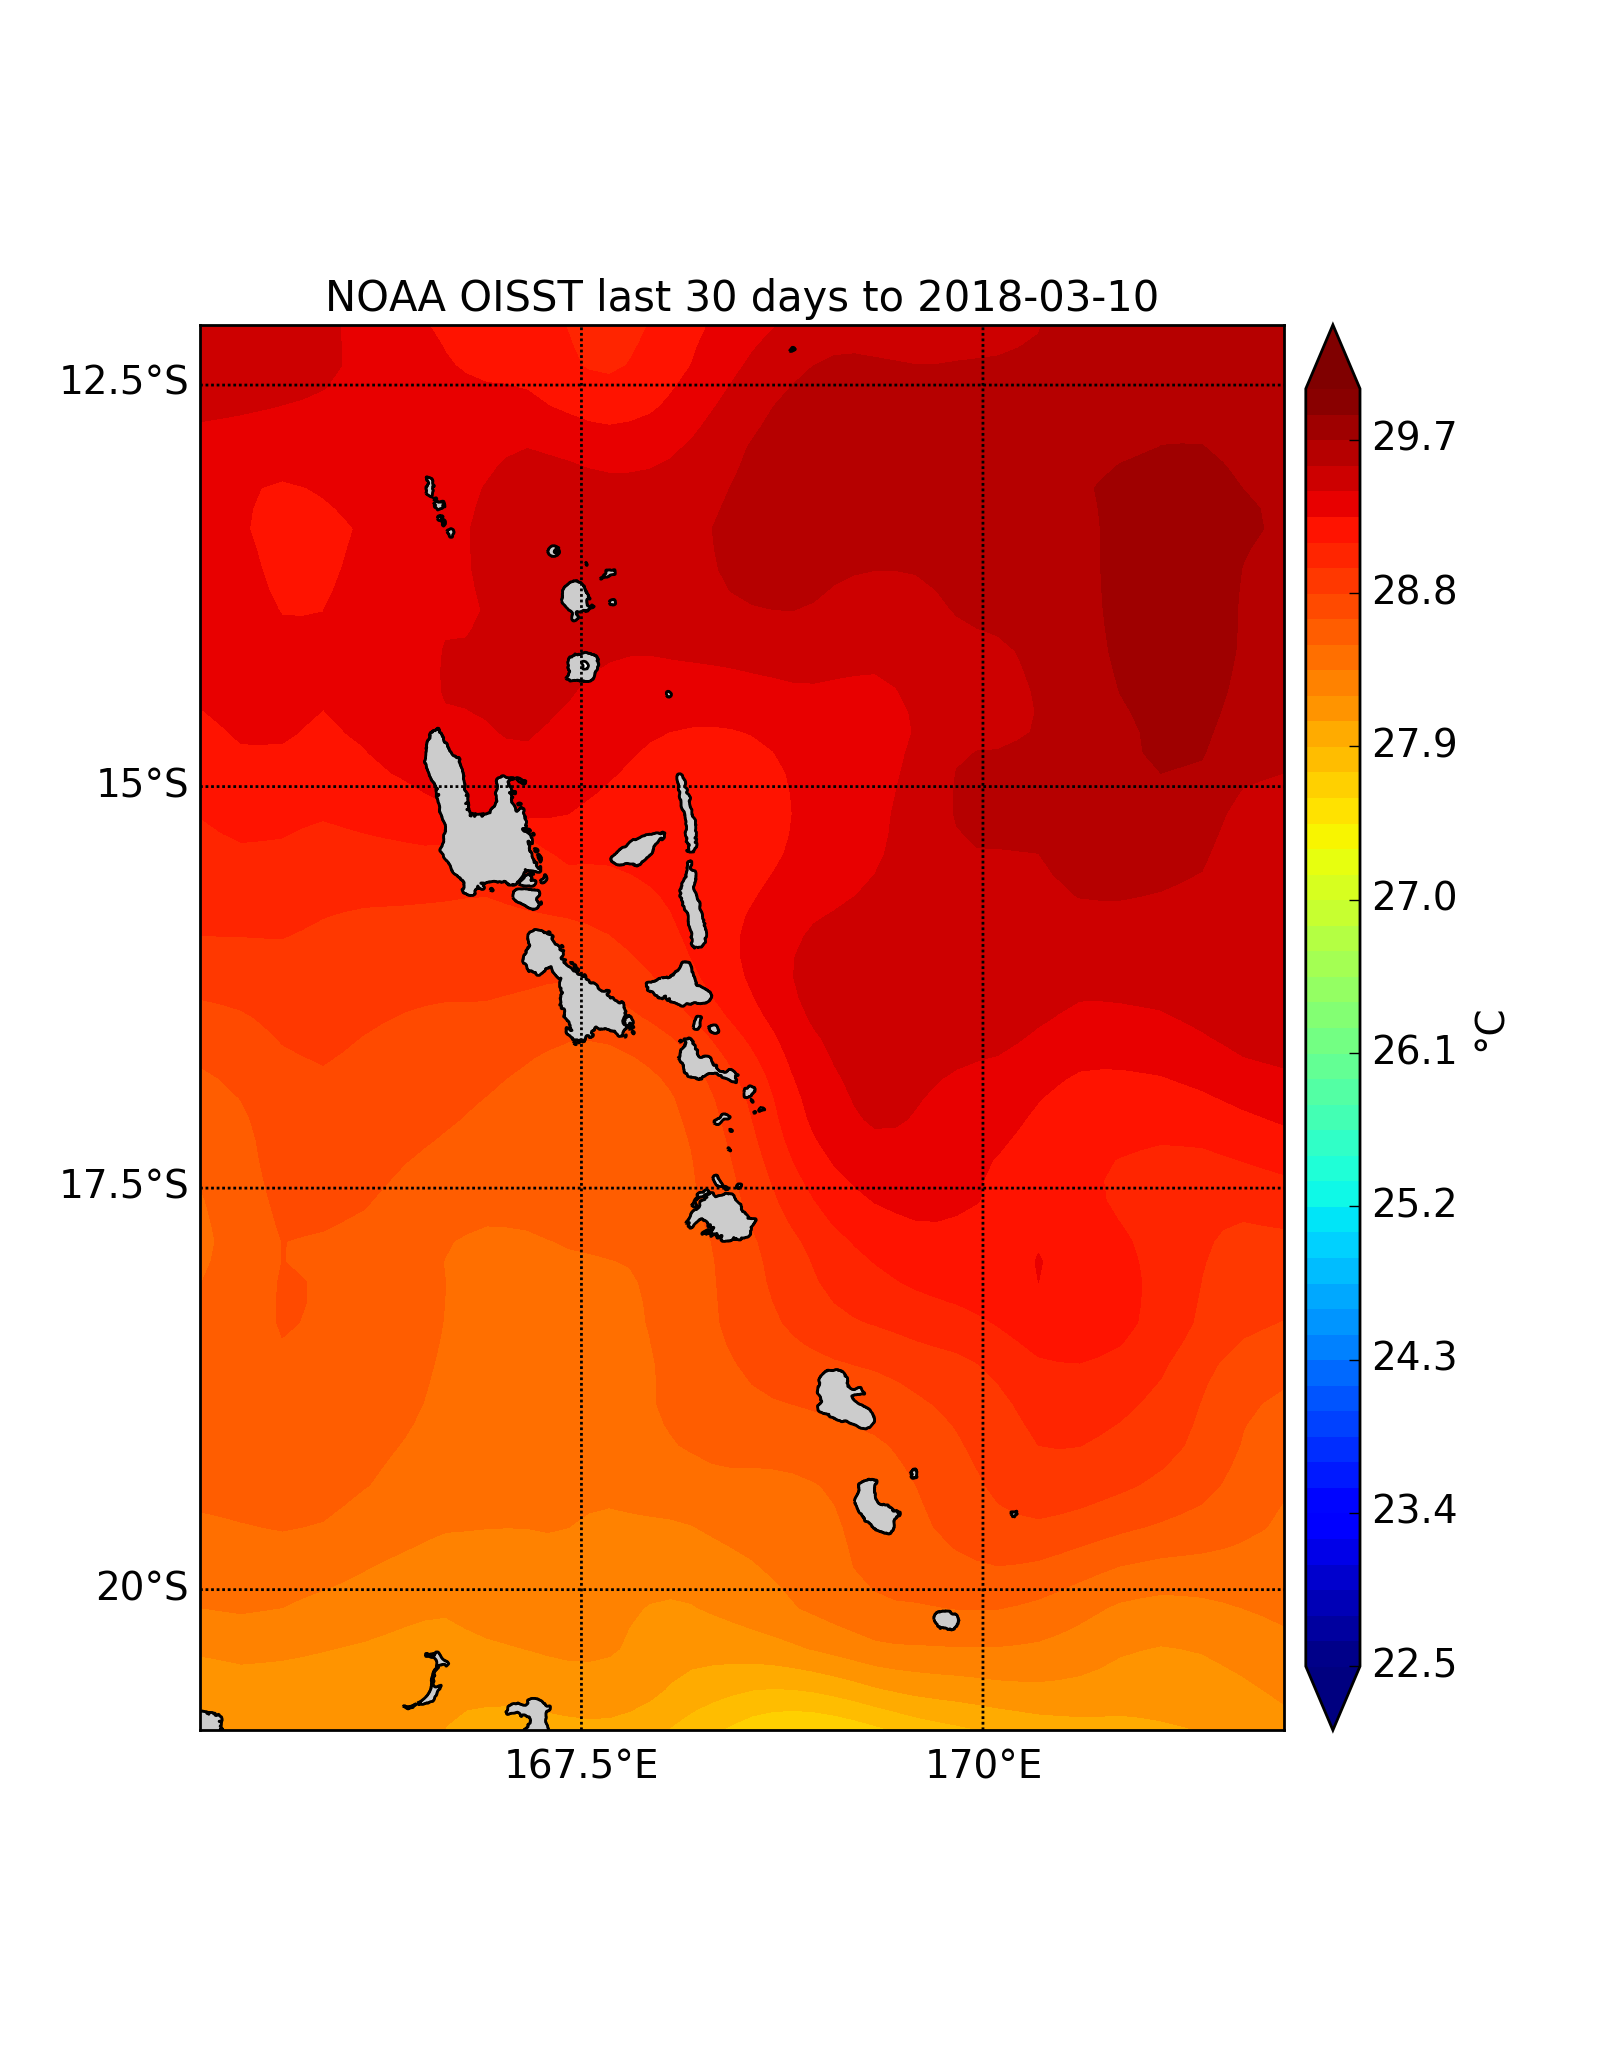 NOAA OISST last 30 days to 2018-03-10
12.5°S
15°S
17.5°S
20°S
167.5°E
170°E
29.7
28.8
27.9
27.0
26.1
25.2
24.3
23.4
22.5
°C